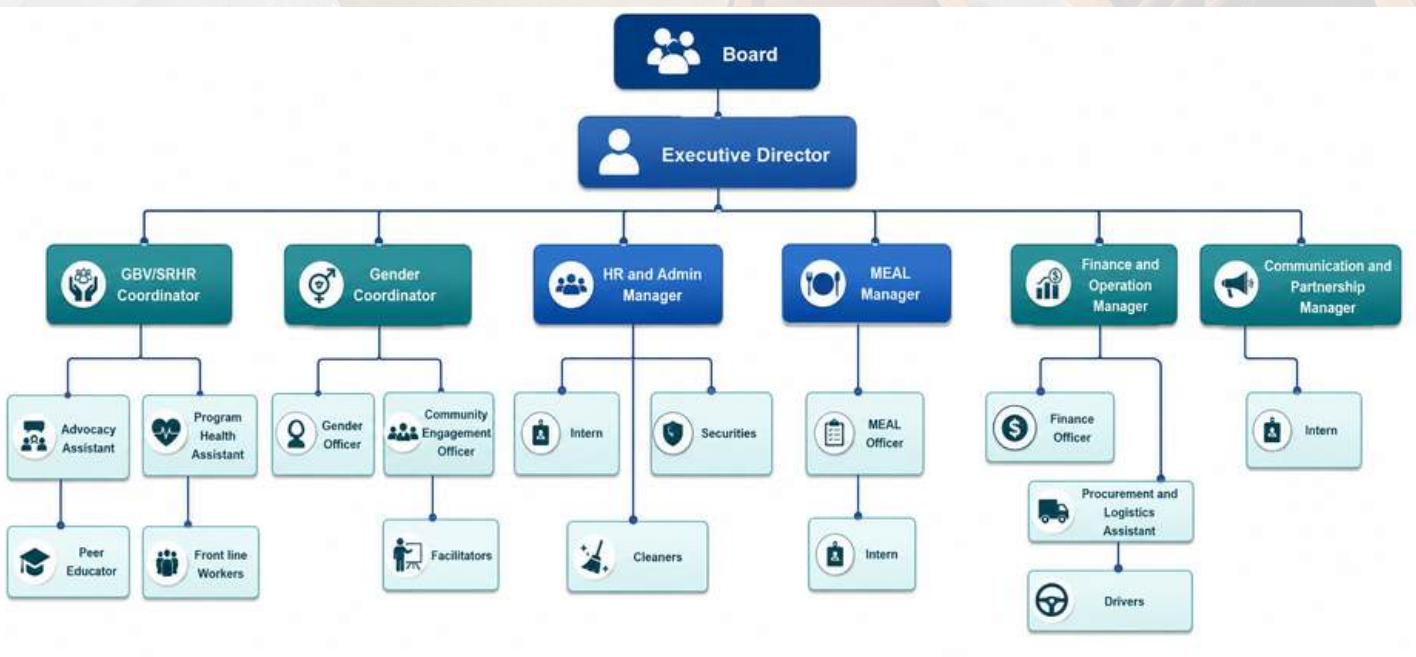 Board
Executive Director
GBV/SRHR
Coordinator
Gender
Coordinator
HR and Admin
Manager
MEAL
Manager
Finance and
Operation
Manager
Communication and
Partnership
Manager
Advocacy
Assistant
Program
Health
Assistant
Gender
Officer
Community
Engagement
Officer
Intern
Securities
MEAL
Officer
Finance
Officer
Intern
Peer
Educator
Front line
Workers
Facilitators
Cleaners
Intern
Procurement and
Logistics
Assistant
Drivers